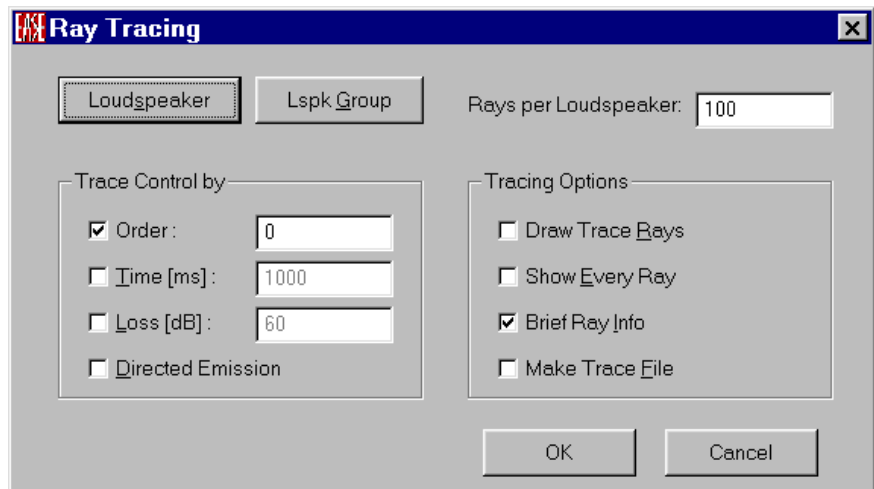 EASE Ray Tracing
Loudspeaker
Lspk Group
Rays per Loudspeaker: 100
Trace Control by
Order : 0
Time [ms] : 1000
Loss [dB] : 60
Directed Emission
Tracing Options
Draw Trace Rays
Show Every Ray
Brief Ray Info
Make Trace File
OK
Cancel